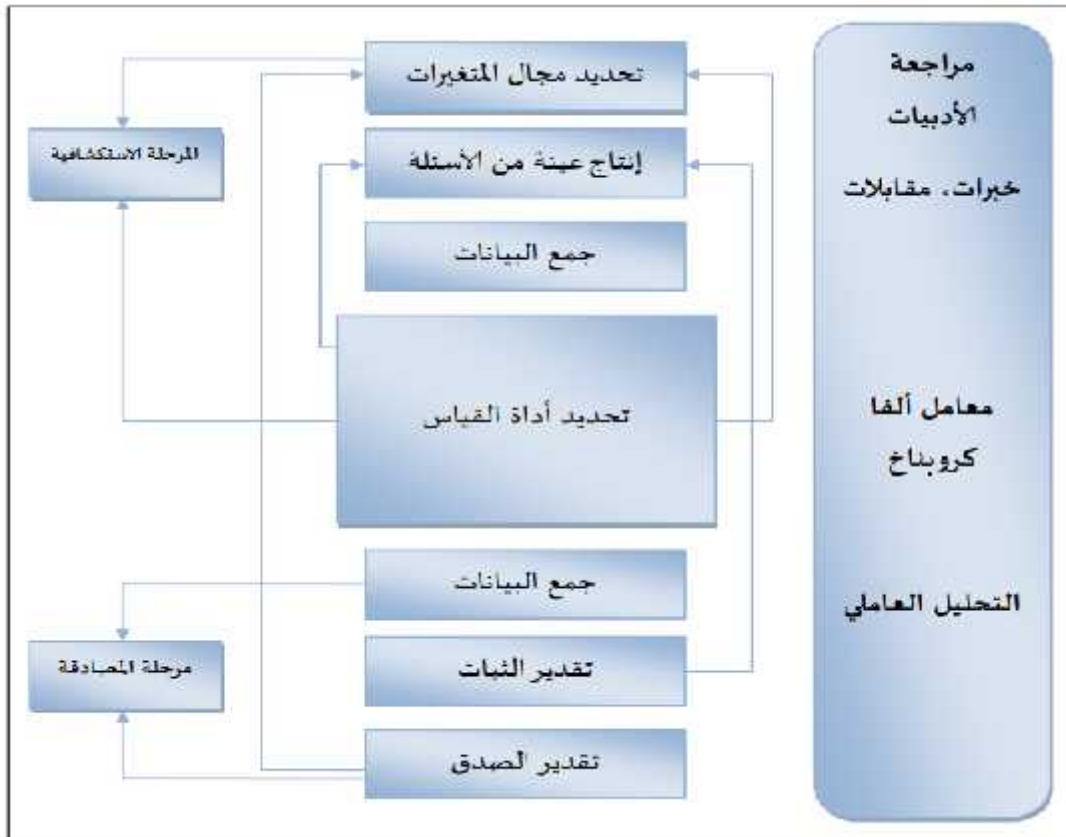 مراجعة
الأدبيات
خبرات، مقابلات
معامل ألفا
كروبناخ
التحليل العاملي
تحديد مجال المتغيرات
إنتاج عينة من الأسئلة
جمع البيانات
تحديد أداة القياس
جمع البيانات
تقدير الثبات
تقدير الصدق
المرحلة الاستكشافية
مرحلة المصادقة